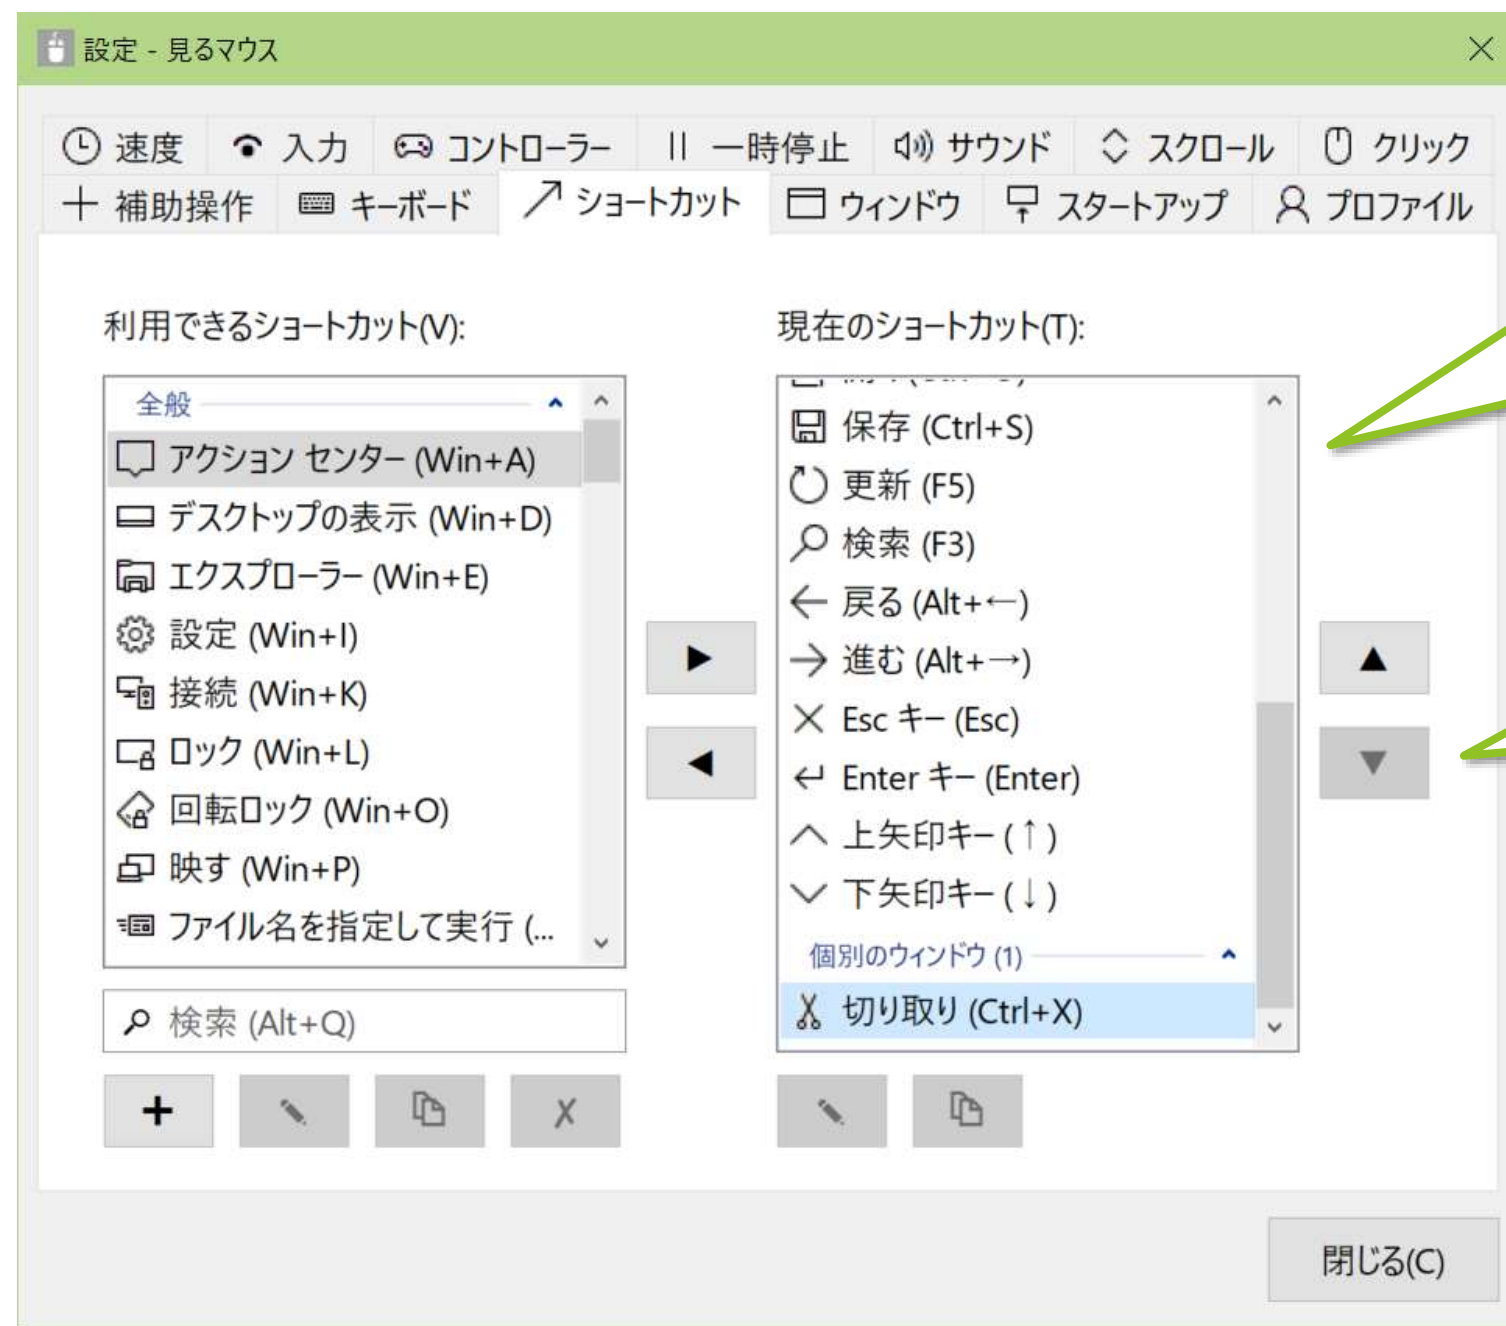 設定 - 見るマウス
速度 入力 コントローラー 一時停止 サウンド スクロール クリック
補助操作 キーボード ショートカット ウィンドウ スタートアップ プロファイル
利用できるショートカット(V):
全般
アクション センター (Win+A)
デスクトップの表示 (Win+D)
エクスプローラー (Win+E)
設定 (Win+I)
接続 (Win+K)
ロック (Win+L)
回転ロック (Win+O)
映す (Win+P)
ファイル名を指定して実行 (...
検索 (Alt+Q)
現在のショートカット(T):
保存 (Ctrl+S)
更新 (F5)
検索 (F3)
戻る (Alt+←)
進む (Alt+→)
Esc キー (Esc)
Enter キー (Enter)
上矢印キー (↑)
下矢印キー (↓)
個別のウィンドウ (1)
切り取り (Ctrl+X)
閉じる(C)